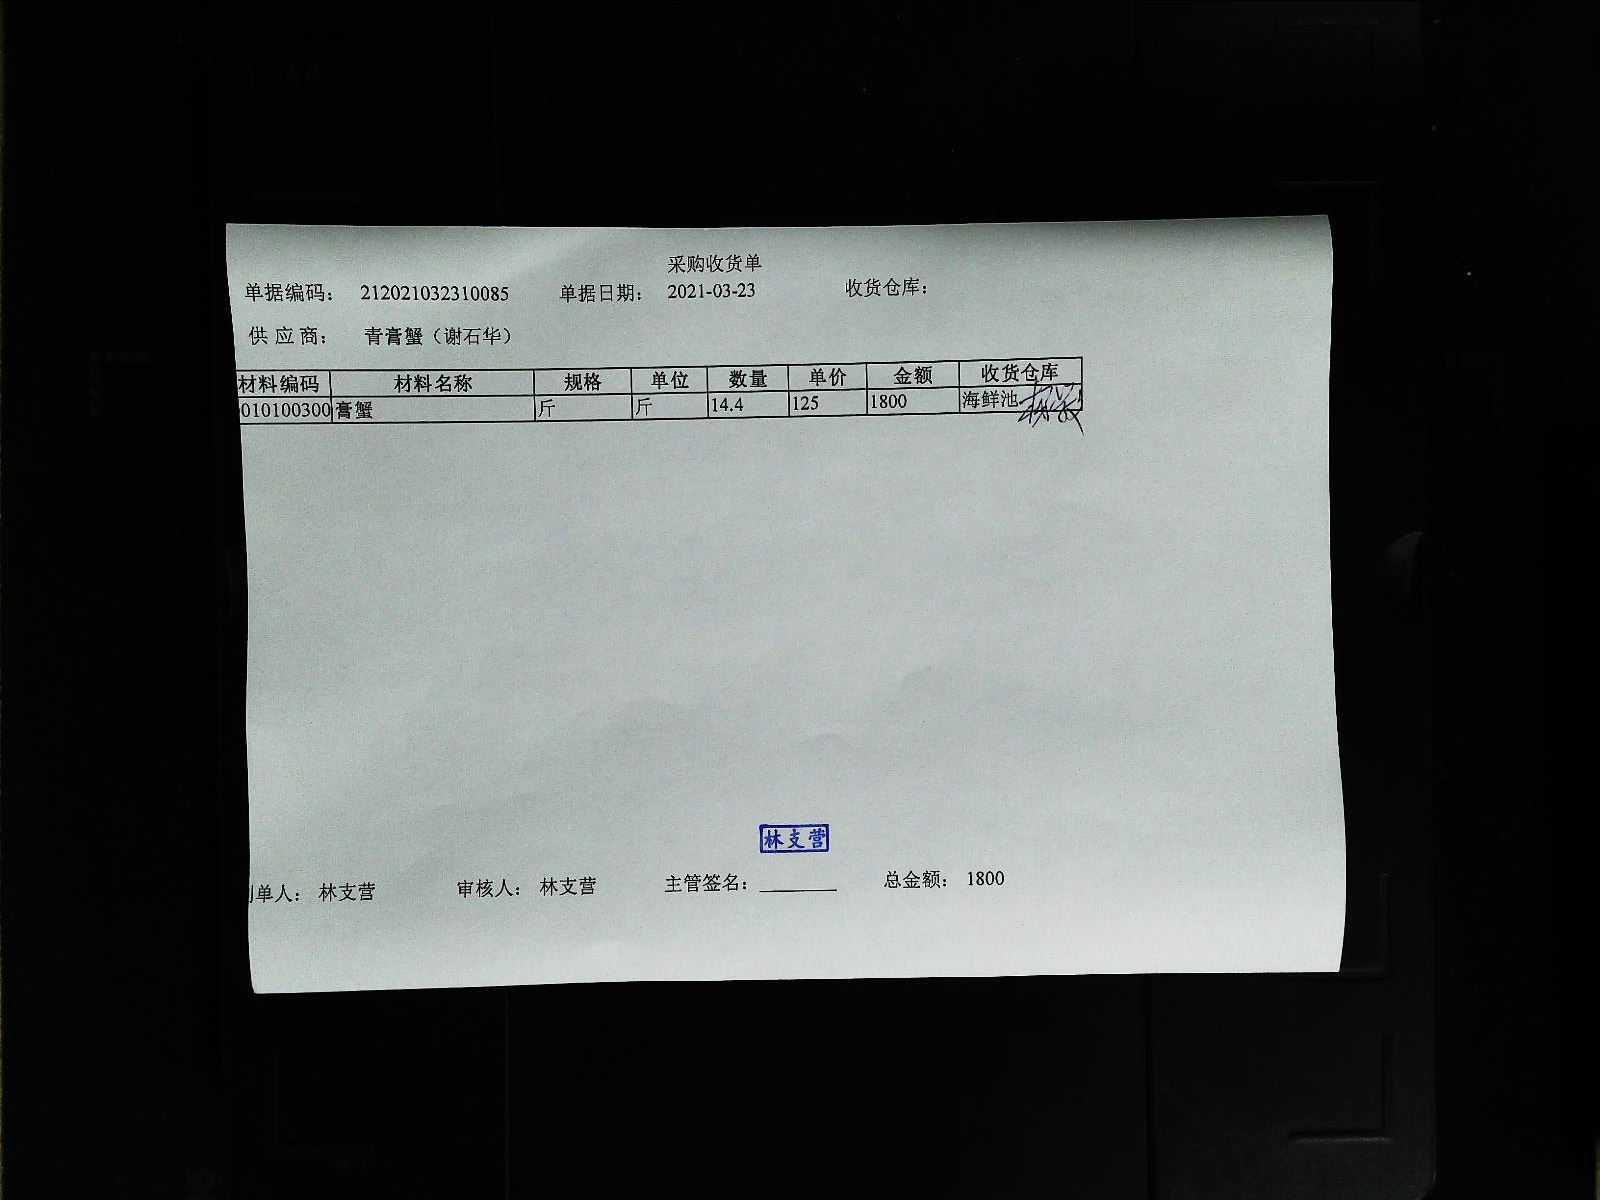 采购收货单
单据编码： 212021032310085 单据日期： 2021-03-23 收货仓库：
供 应 商： 青膏蟹（谢石华）
材料编码 材料名称 规格 单位 数量 单价 金额 收货仓库
010100300 膏蟹 斤 斤 14.4 125 1800 海鲜池
林支营
单人： 林支营 审核人： 林支营 主管签名： 总金额： 1800